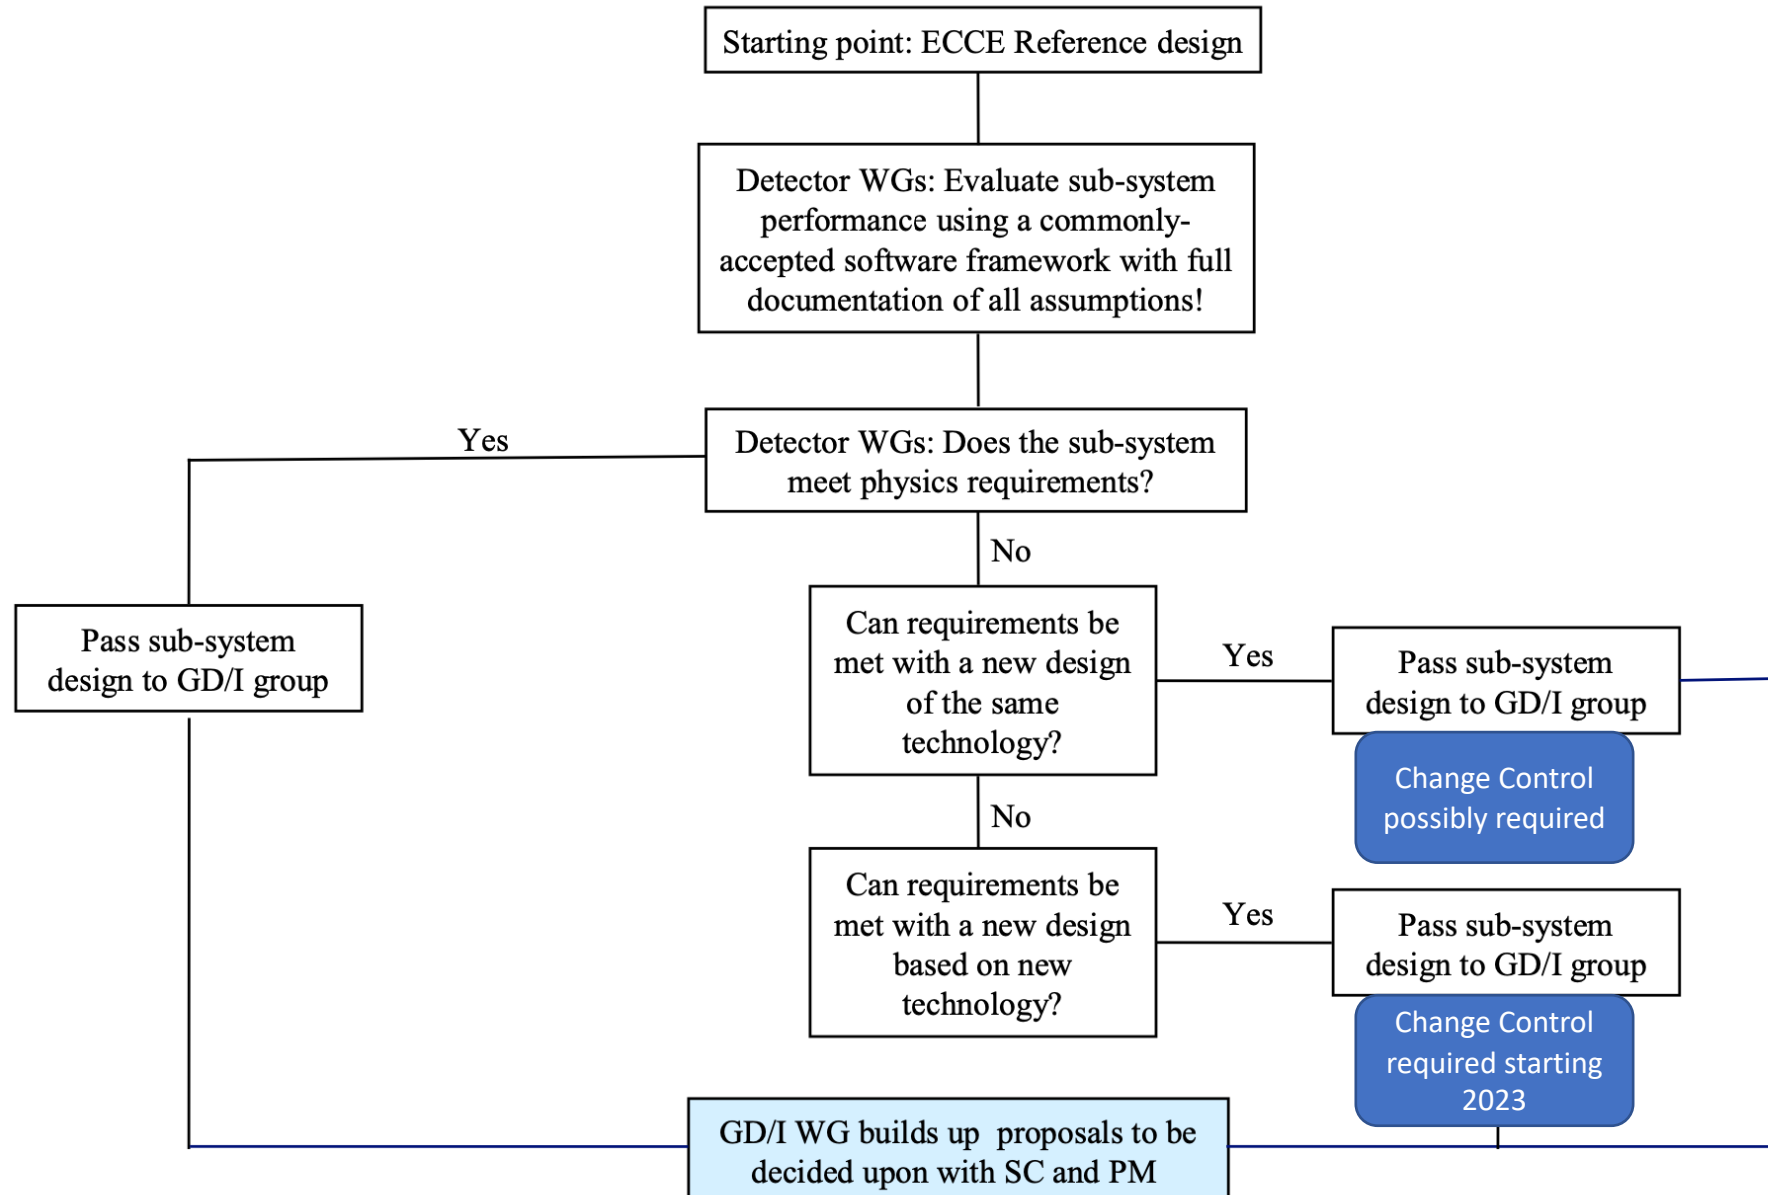 Starting point: ECCE Reference design
Detector WGs: Evaluate sub-system
performance using a commonly-
accepted software framework with full
documentation of all assumptions!
Yes
Detector WGs: Does the sub-system
meet physics requirements?
No
Pass sub-system
design to GD/I group
Can requirements be
met with a new design
of the same
technology?
Yes
Pass sub-system
design to GD/I group
Change Control
possibly required
No
Can requirements be
met with a new design
based on new
technology?
Yes
Pass sub-system
design to GD/I group
Change Control
required starting
2023
GD/I WG builds up  proposals to be
decided upon with SC and PM